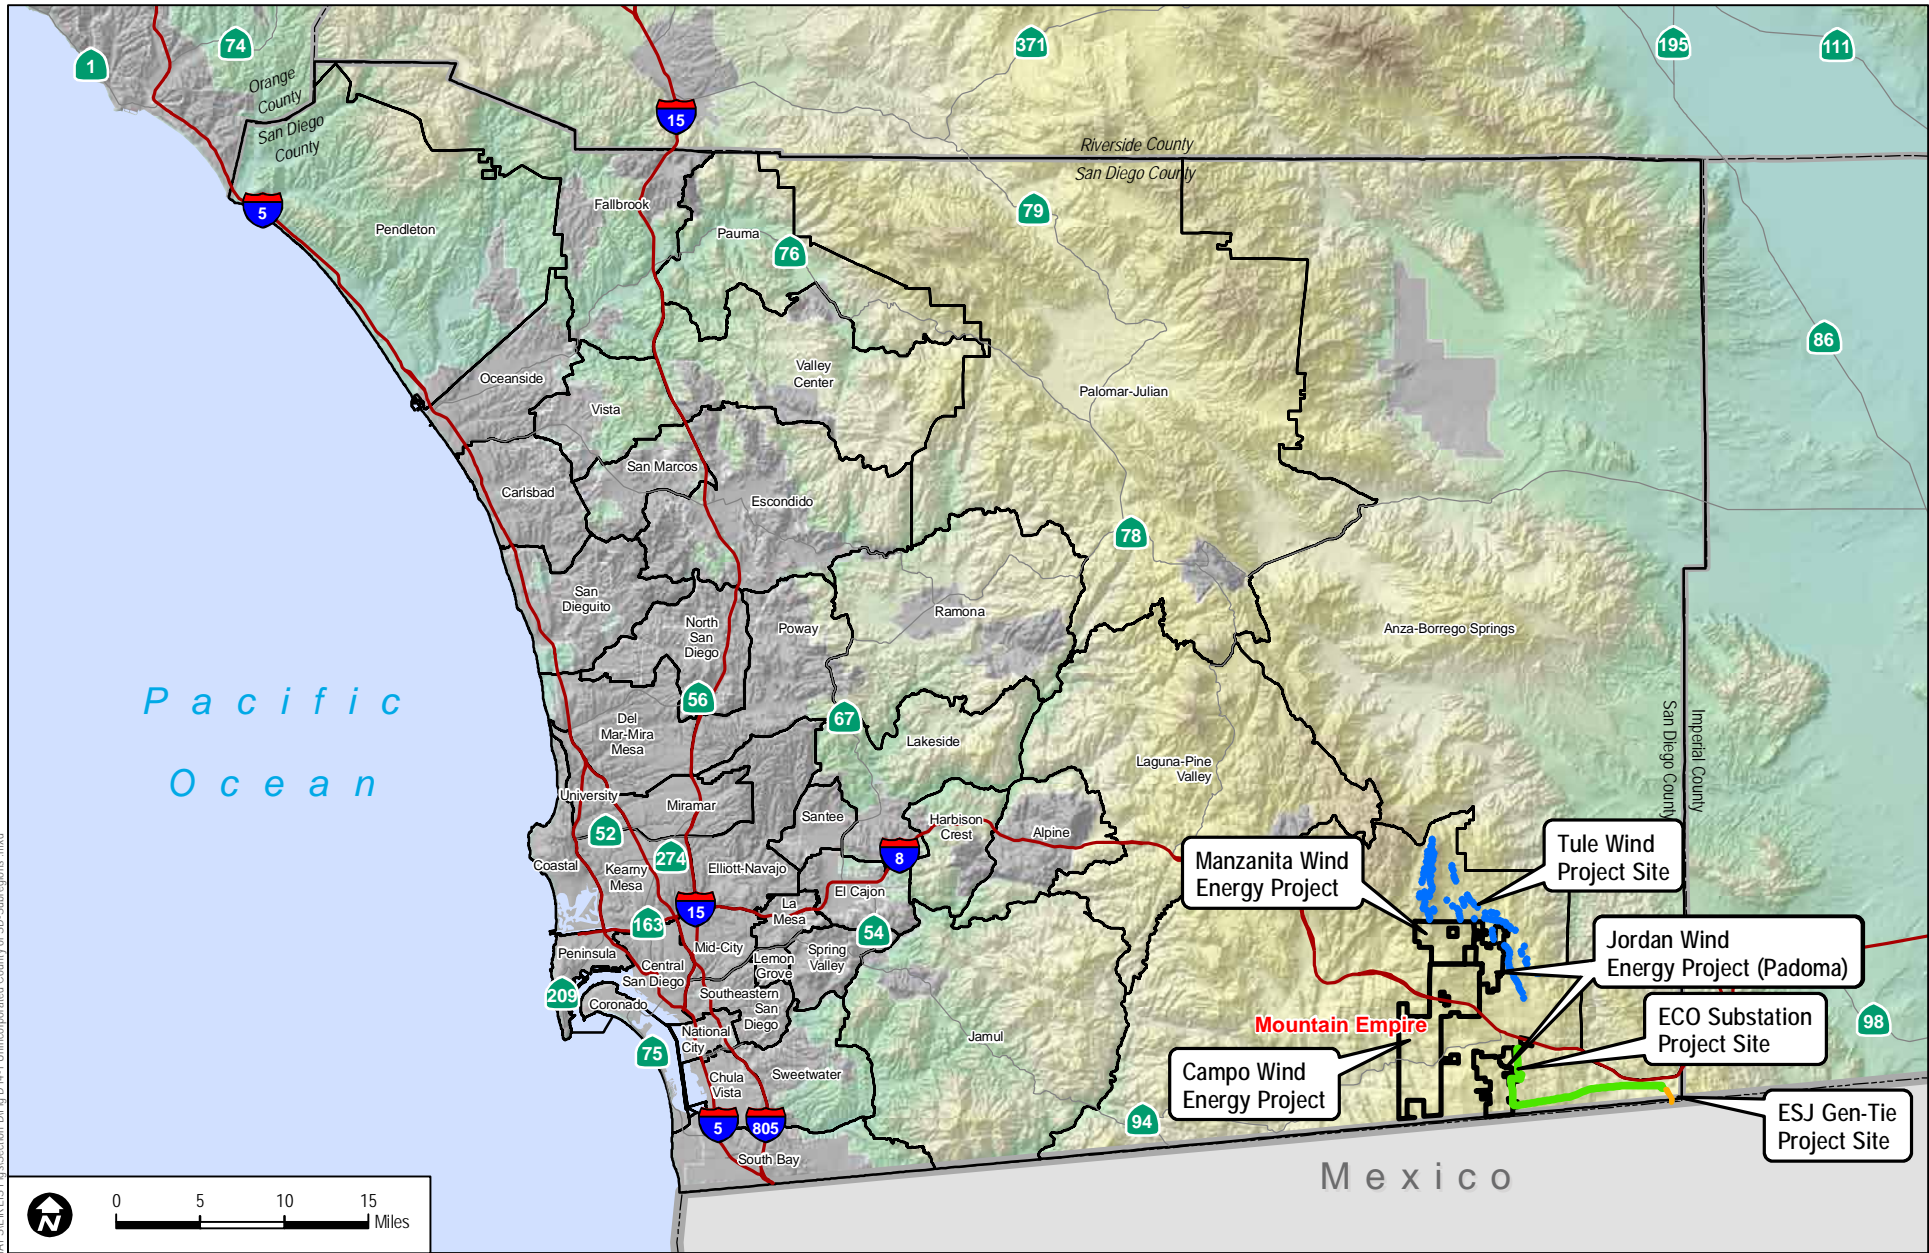 1
74
371
195
111
Orange
County
San Diego
County
15
Riverside County
San Diego County
5
Fallbrook
Pendleton
Pauma
76
79
86
Valley
Center
Oceanside
Vista
Palomar-Julian
San Marcos
Carlsbad
Escondido
78
San
Dieguito
North
San
Diego
Poway
Ramona
Anza-Borrego Springs
Pacific
Ocean
56
67
Del
Mar-Mira
Mesa
Lakeside
Laguna-Pine
Valley
San Diego County
Imperial County
University
Miramar
Santee
Harbison
Crest
Alpine
52
274
8
Coastal
Kearny
Mesa
Elliott-Navajo
El Cajon
La
Mesa
15
163
54
Manzanita Wind
Energy Project
Tule Wind
Project Site
Jordan Wind
Energy Project (Padoma)
ECO Substation
Project Site
Peninsula
Central
San Diego
Mid-City
Lemon
Grove
Spring
Valley
209
Coronado
Southeastern
San
Diego
National
City
75
Jamul
Mountain Empire
98
Chula
Vista
Sweetwater
Campo Wind
Energy Project
94
ESJ Gen-Tie
Project Site
5
805
South Bay
Mexico
N
0 5 10 15
Miles